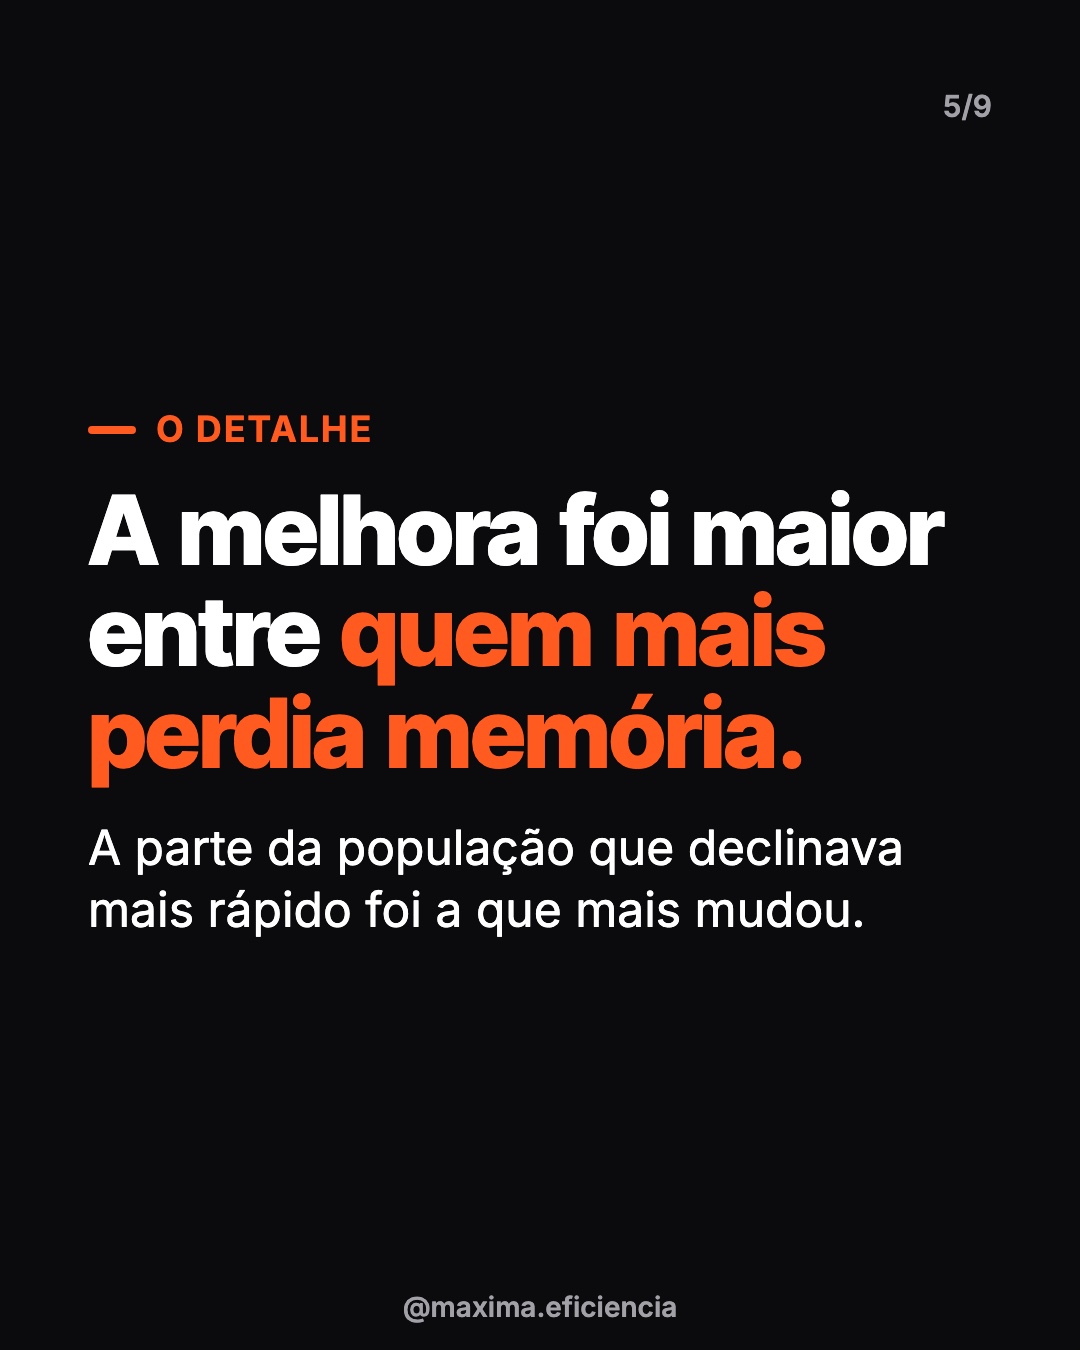 5/9
O DETALHE
A melhora foi maior
entre quem mais
perdia memória.
A parte da população que declinava
mais rápido foi a que mais mudou.
@maxima.eficiencia